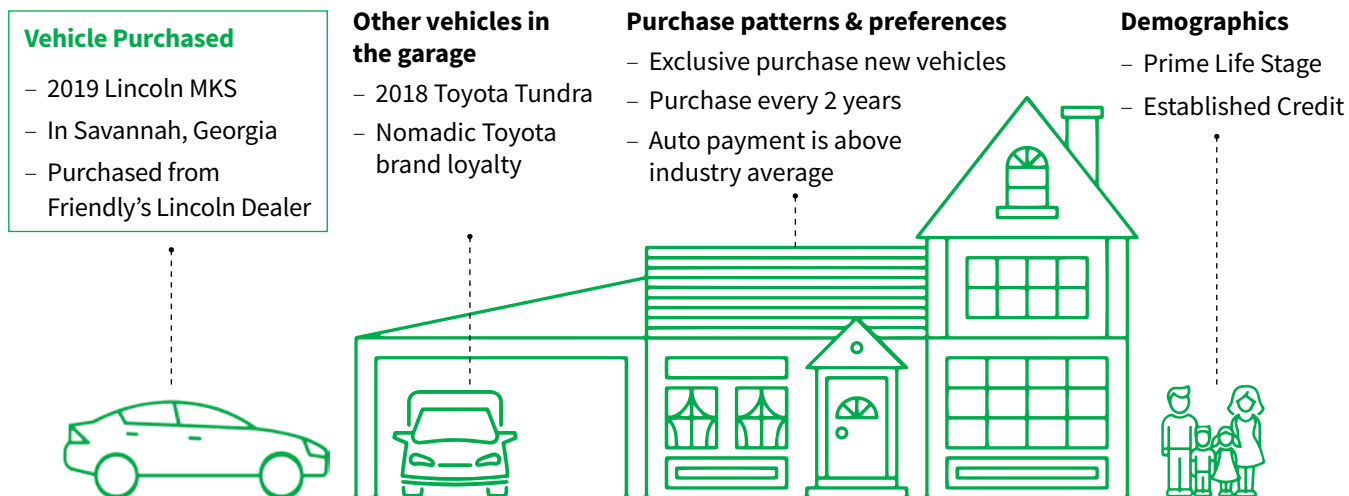 Vehicle Purchased
– 2019 Lincoln MKS
– In Savannah, Georgia
– Purchased from
Friendly’s Lincoln Dealer
Other vehicles in
the garage
– 2018 Toyota Tundra
– Nomadic Toyota
brand loyalty
Purchase patterns & preferences
– Exclusive purchase new vehicles
– Purchase every 2 years
– Auto payment is above
industry average
Demographics
– Prime Life Stage
– Established Credit